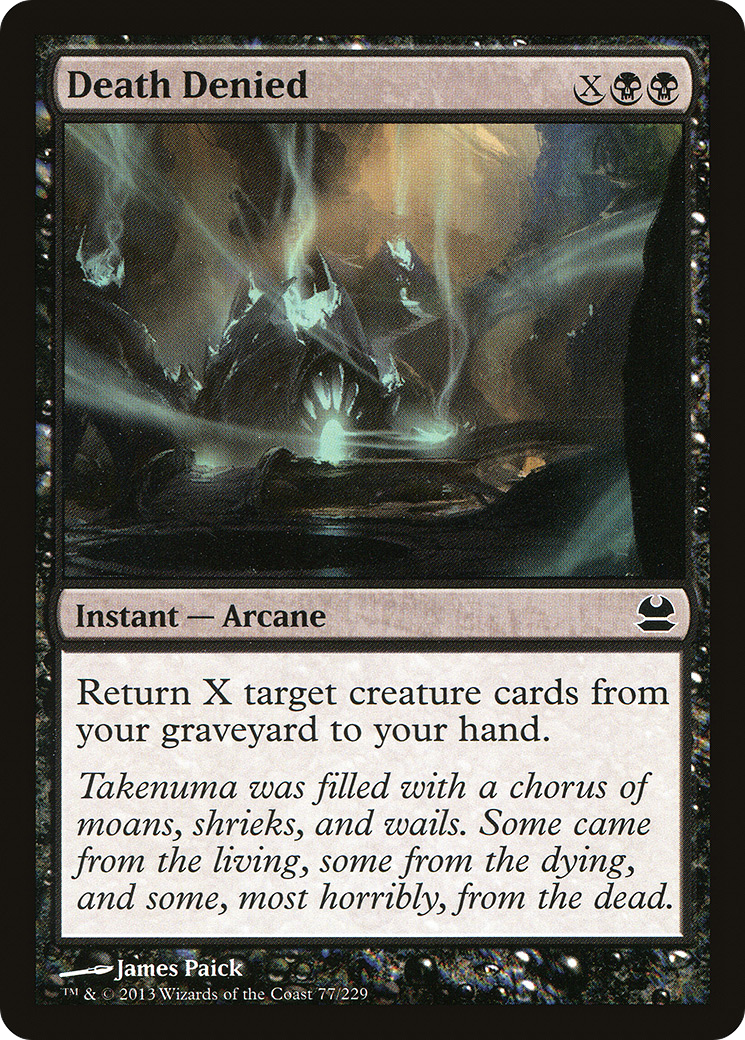 Death Denied X
Instant — Arcane
Return X target creature cards from
your graveyard to your hand.
Takenuma was filled with a chorus of
moans, shrieks, and wails. Some came
from the living, some from the dying,
and some, most horribly, from the dead.
James Paick
™ & © 2013 Wizards of the Coast 77/229